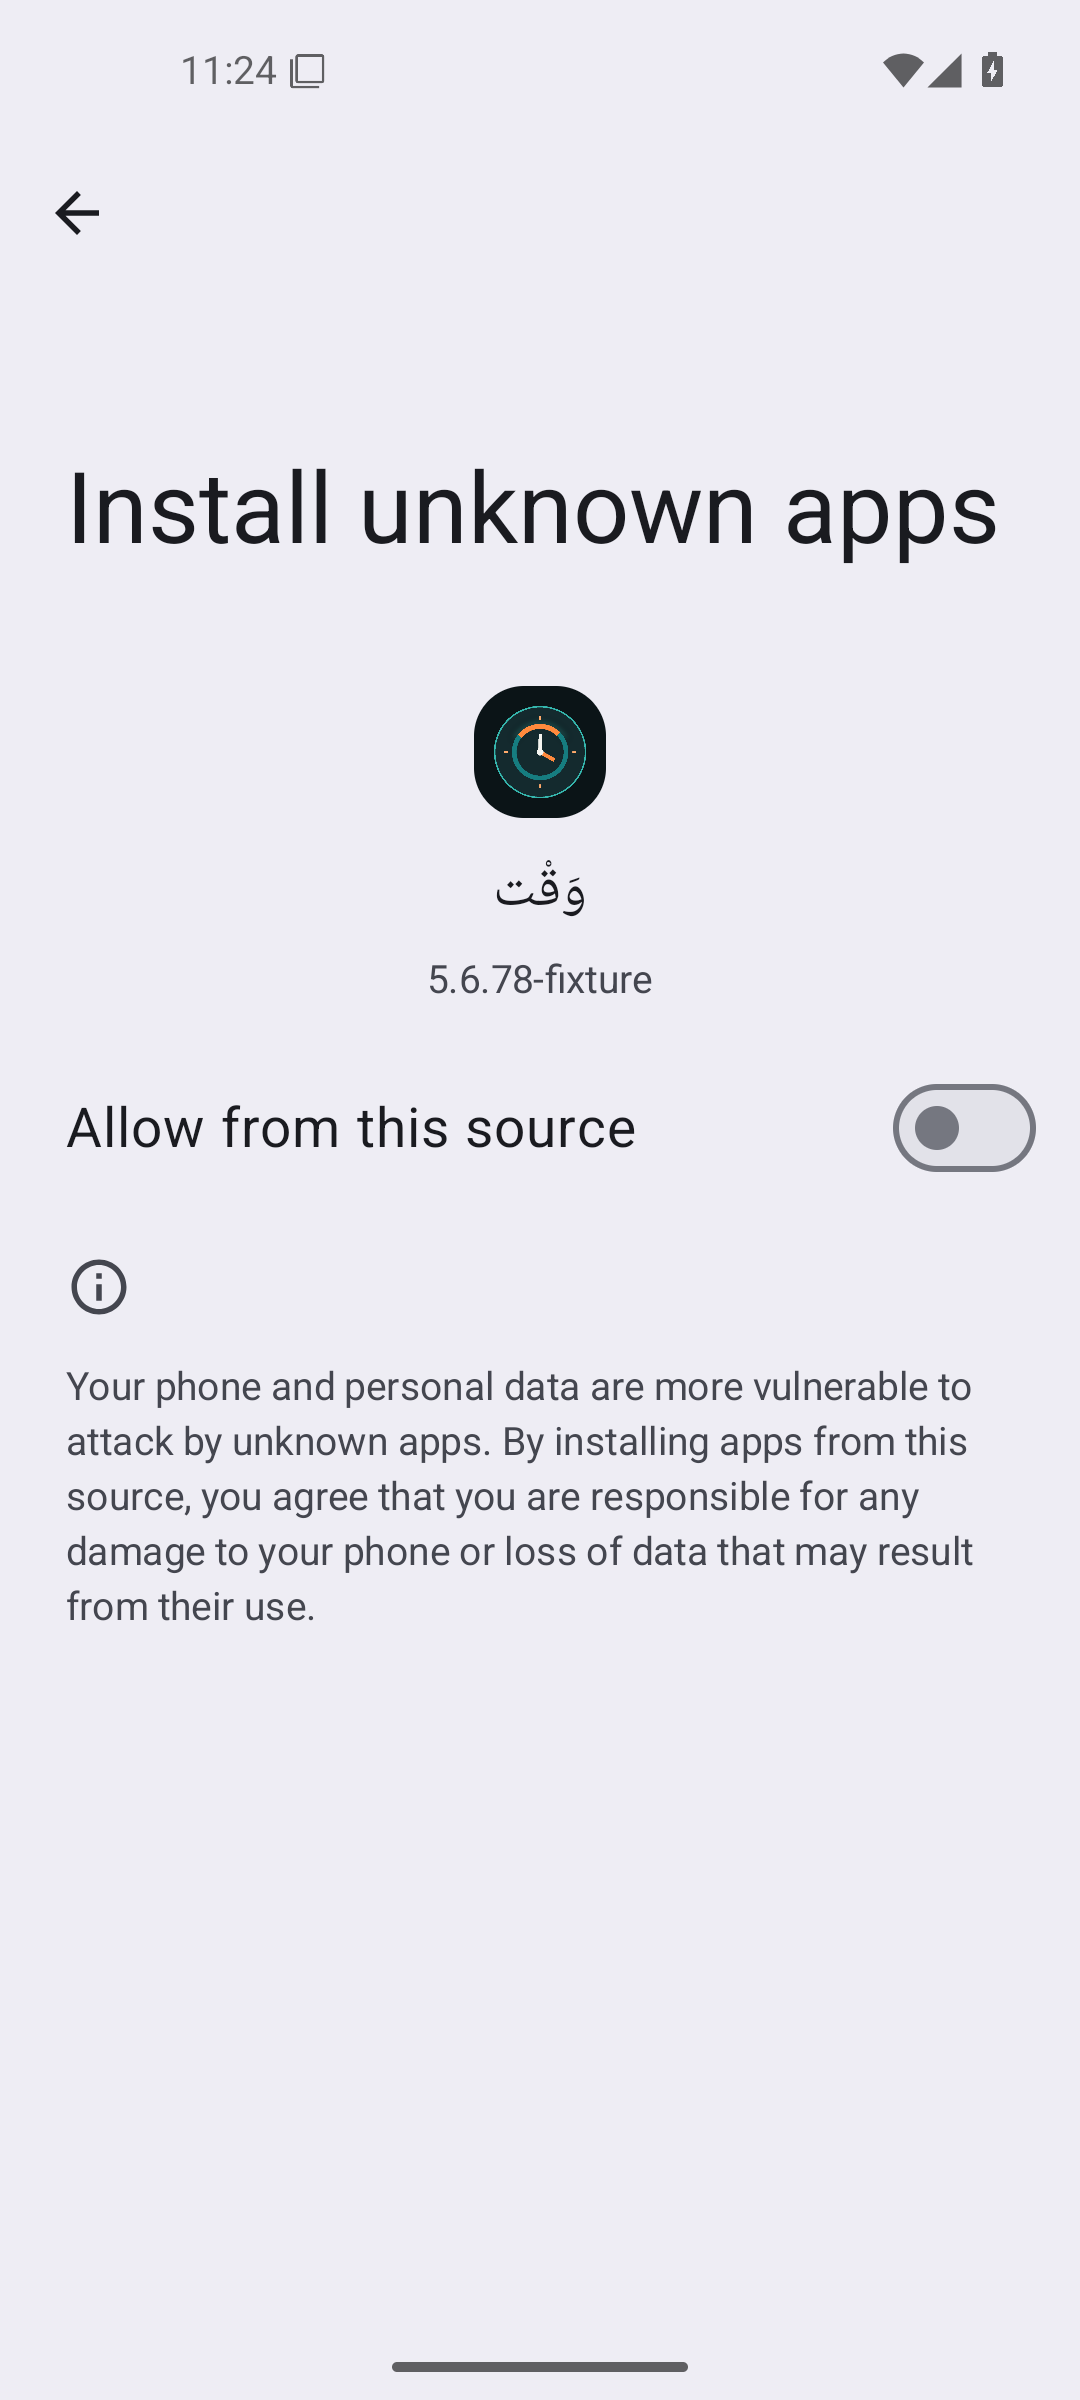 11:24
Install unknown apps
وَقْت
5.6.78-fixture
Allow from this source
Your phone and personal data are more vulnerable to
attack by unknown apps. By installing apps from this
source, you agree that you are responsible for any
damage to your phone or loss of data that may result
from their use.